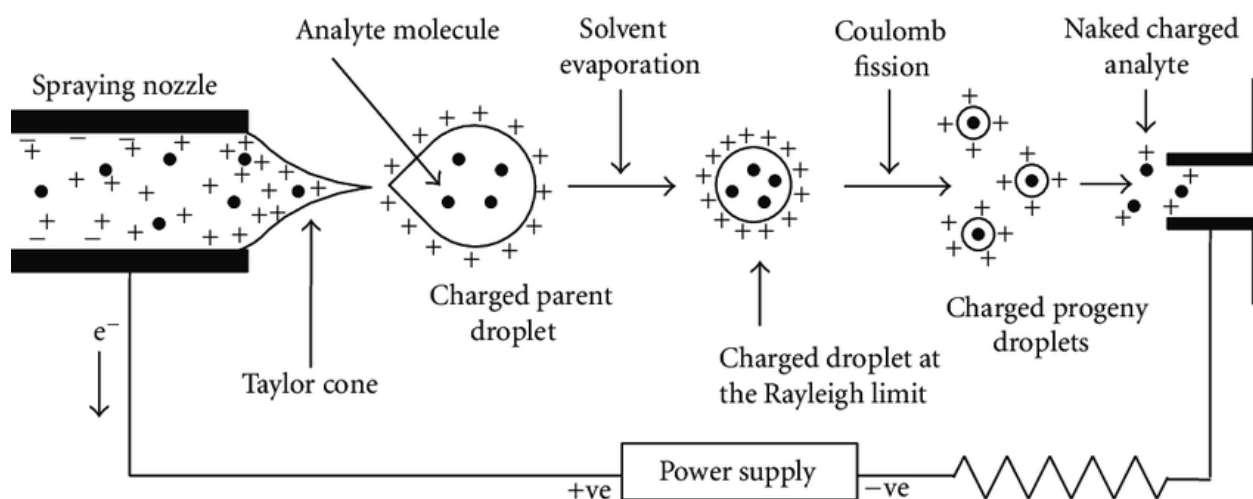 Analyte molecule
Solvent
evaporation
Coulomb
fission
Naked charged
analyte
Spraying nozzle
Charged parent
droplet
Charged progeny
droplets
e⁻
Taylor cone
Charged droplet at
the Rayleigh limit
+ve
Power supply
−ve